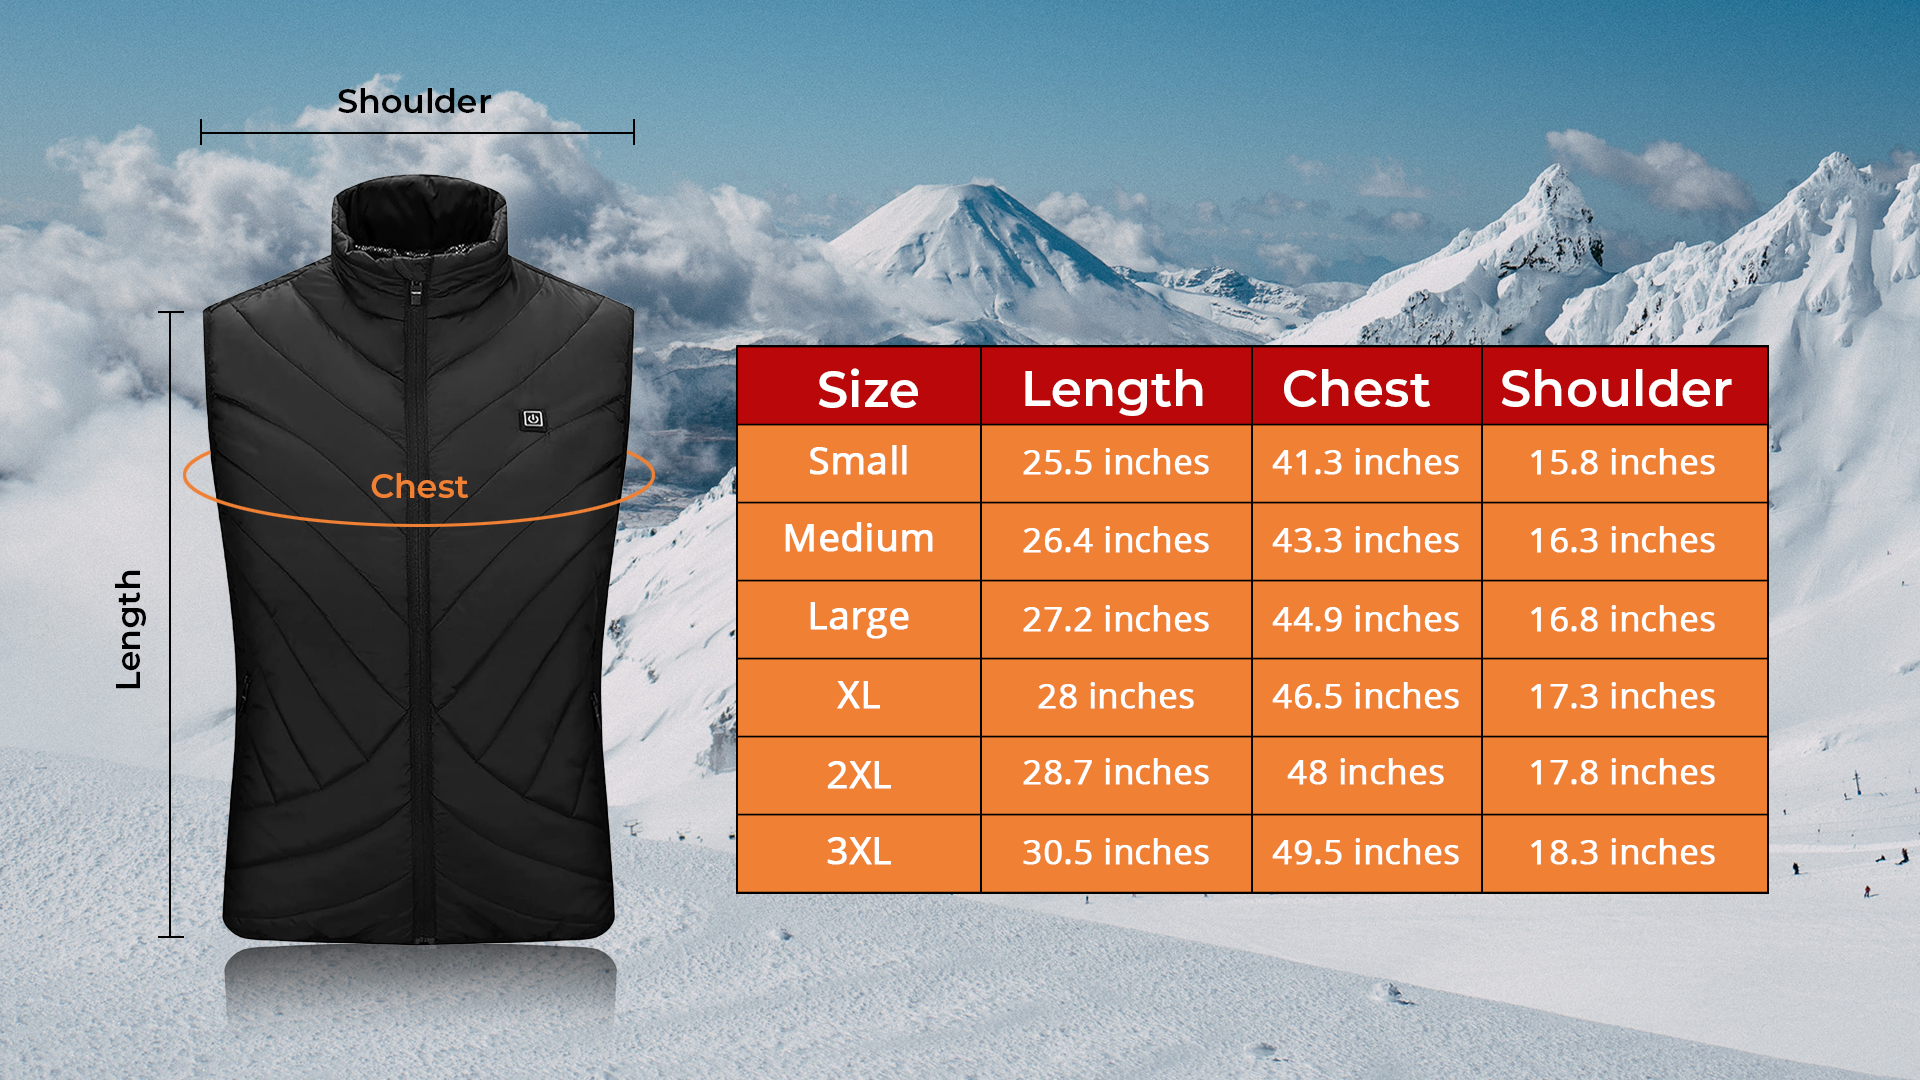 Shoulder
Chest
Length
Size Length Chest Shoulder
Small 25.5 inches 41.3 inches 15.8 inches
Medium 26.4 inches 43.3 inches 16.3 inches
Large 27.2 inches 44.9 inches 16.8 inches
XL 28 inches 46.5 inches 17.3 inches
2XL 28.7 inches 48 inches 17.8 inches
3XL 30.5 inches 49.5 inches 18.3 inches